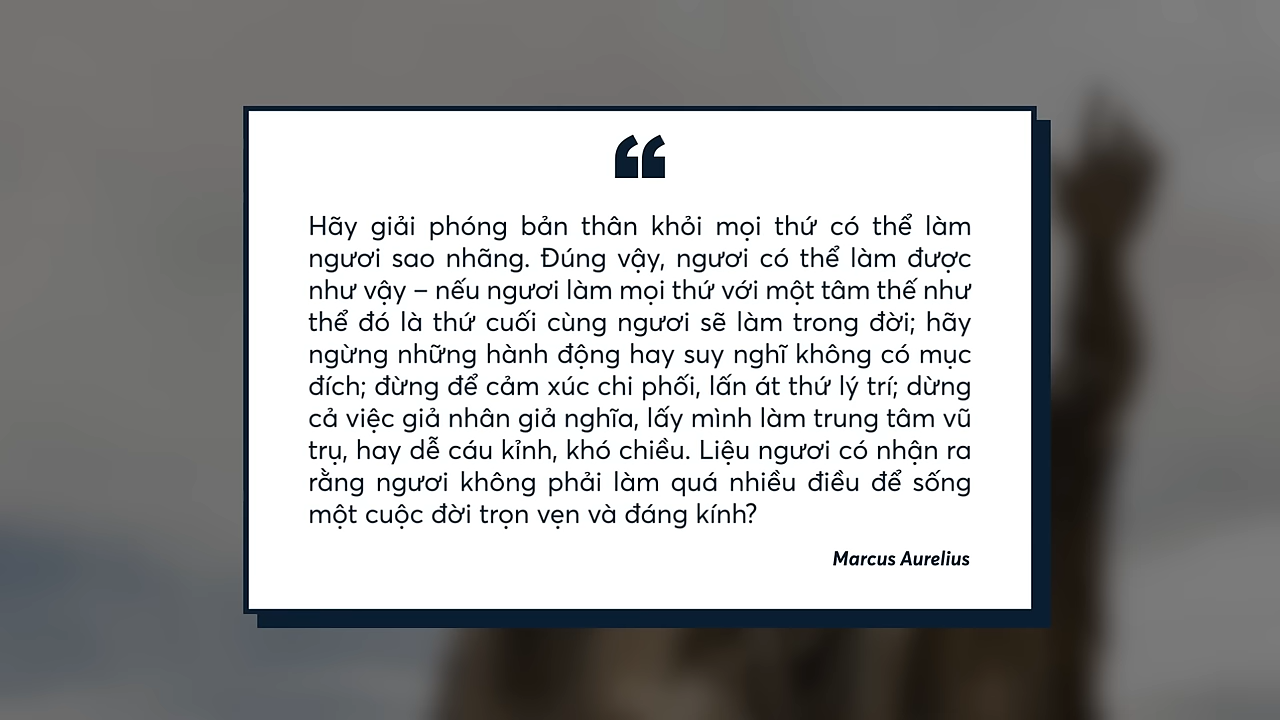 “
Hãy giải phóng bản thân khỏi mọi thứ có thể làm
ngươi sao nhãng. Đúng vậy, ngươi có thể làm được
như vậy – nếu ngươi làm mọi thứ với một tâm thế như
thể đó là thứ cuối cùng ngươi sẽ làm trong đời; hãy
ngừng những hành động hay suy nghĩ không có mục
đích; đừng để cảm xúc chi phối, lấn át thứ lý trí; dừng
cả việc giả nhân giả nghĩa, lấy mình làm trung tâm vũ
trụ, hay dễ cáu kỉnh, khó chiều. Liệu ngươi có nhận ra
rằng ngươi không phải làm quá nhiều điều để sống
một cuộc đời trọn vẹn và đáng kính?
Marcus Aurelius